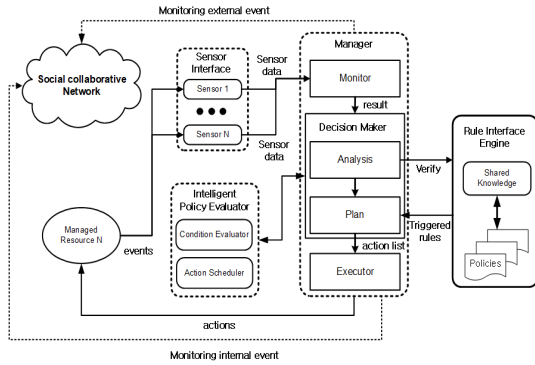 Monitoring external event
Social collaborative
Network
Sensor
Interface
Sensor 1
Sensor N
Sensor
data
Sensor
data
Manager
Monitor
result
Decision Maker
Analysis
Plan
action list
Executor
Verify
Triggered
rules
Rule Interface
Engine
Shared
Knowledge
Policies
Intelligent
Policy Evaluator
Condition Evaluator
Action Scheduler
Managed
Resource N
events
actions
Monitoring internal event